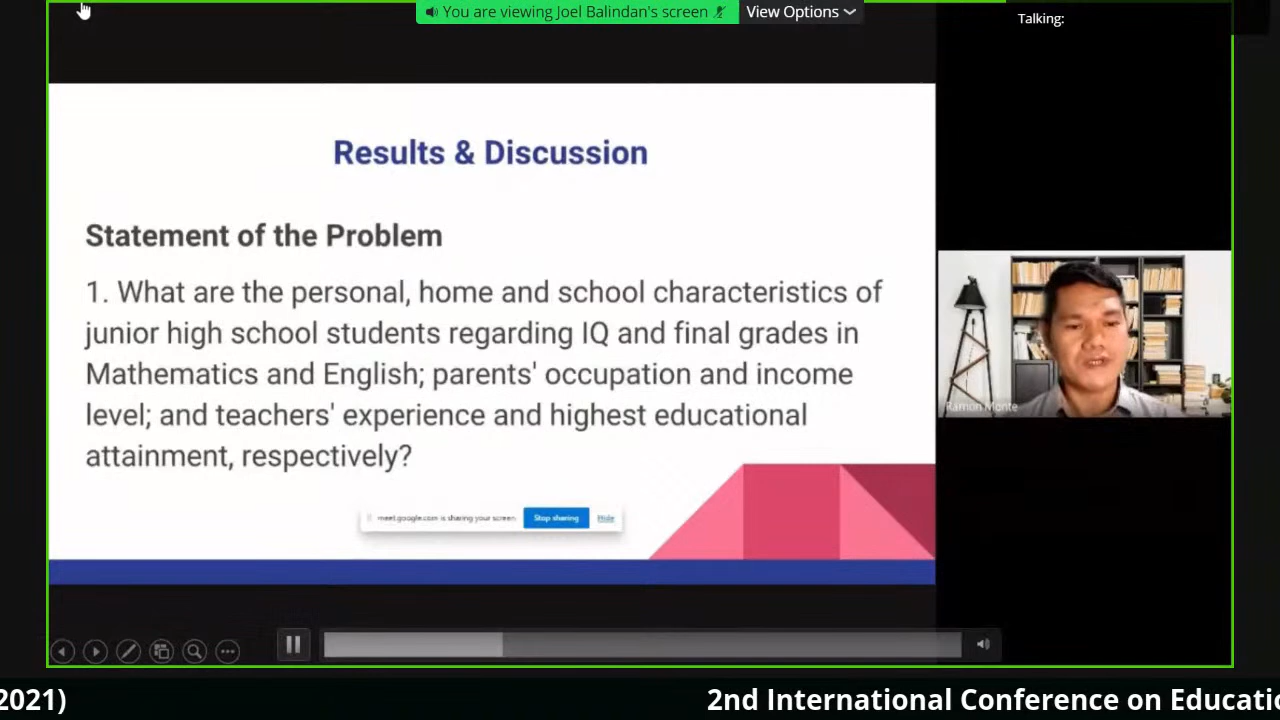 You are viewing Joel Balindan's screen
View Options
Talking:
Results & Discussion
Statement of the Problem
1. What are the personal, home and school characteristics of
junior high school students regarding IQ and final grades in
Mathematics and English; parents' occupation and income
level; and teachers' experience and highest educational
attainment, respectively?
Ramon Monte
meet.google.com is sharing your screen
Stop sharing
Hide
2021)
2nd International Conference on Educatio